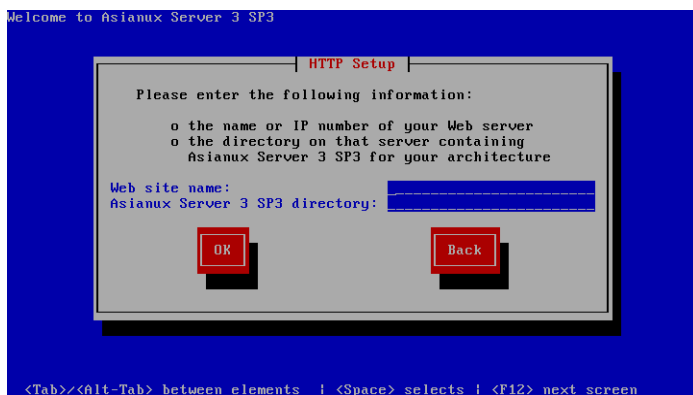 Welcome to Asianux Server 3 SP3
HTTP Setup
Please enter the following information:
o the name or IP number of your Web server
o the directory on that server containing
Asianux Server 3 SP3 for your architecture
Web site name:
Asianux Server 3 SP3 directory:
OK Back
<Tab>/<Alt-Tab> between elements | <Space> selects | <F12> next screen